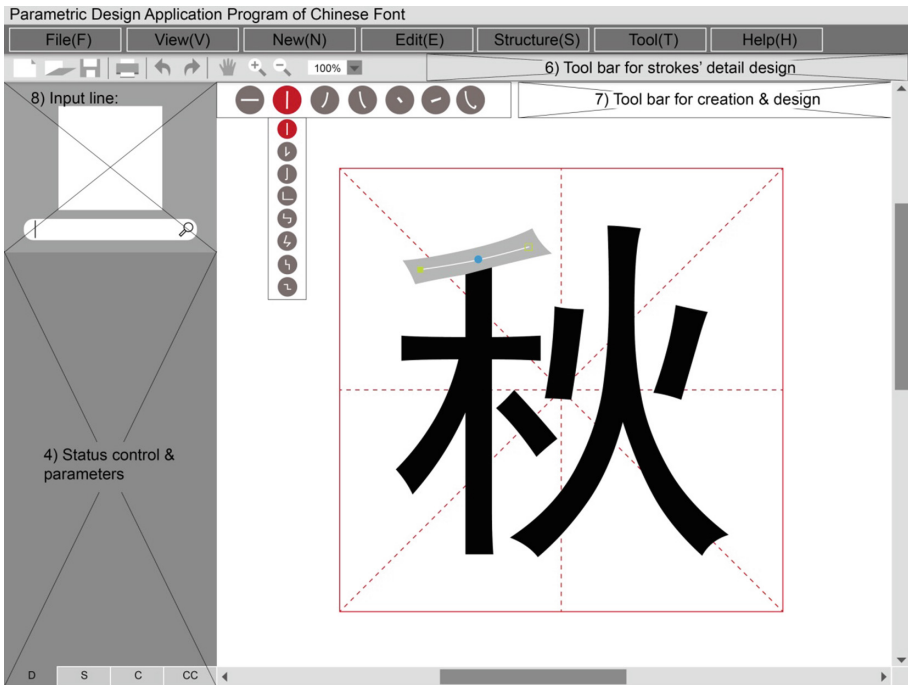 Parametric Design Application Program of Chinese Font
File(F) View(V) New(N) Edit(E) Structure(S) Tool(T) Help(H)
100%
6) Tool bar for strokes' detail design
7) Tool bar for creation & design
8) Input line:
秋
4) Status control &
parameters
D S C CC